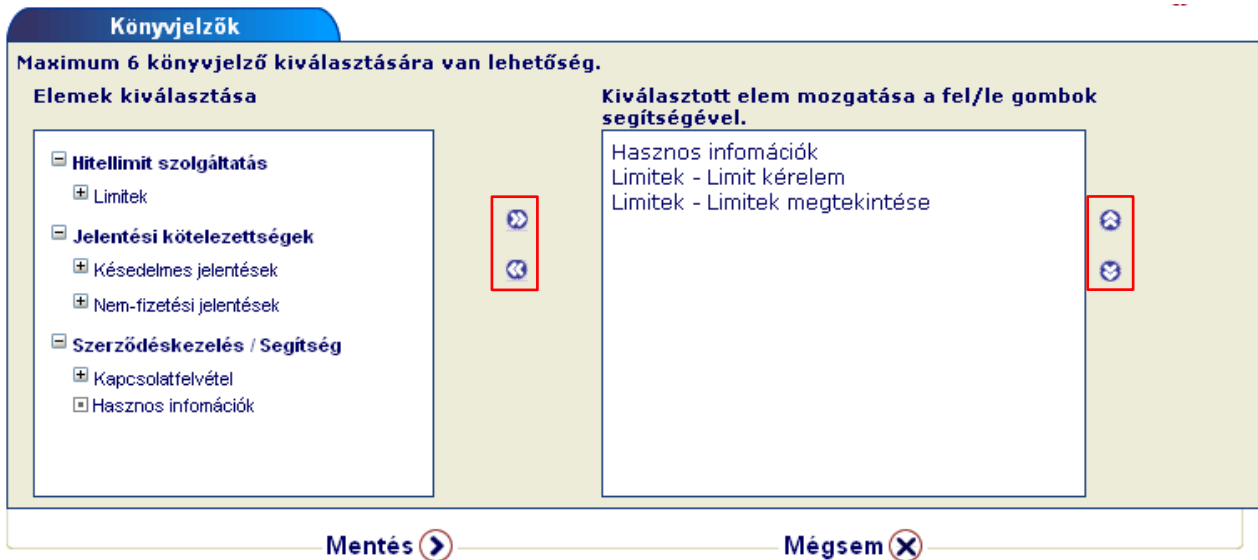 Könyvjelzők
Maximum 6 könyvjelző kiválasztására van lehetőség.
Elemek kiválasztása
Hitellimit szolgáltatás
Limitek
Jelentési kötelezettségek
Késedelmes jelentések
Nem-fizetési jelentések
Szerződéskezelés / Segítség
Kapcsolatfelvétel
Hasznos infomációk
Kiválasztott elem mozgatása a fel/le gombok
segítségével.
Hasznos infomációk
Limitek - Limit kérelem
Limitek - Limitek megtekintése
Mentés
Mégsem